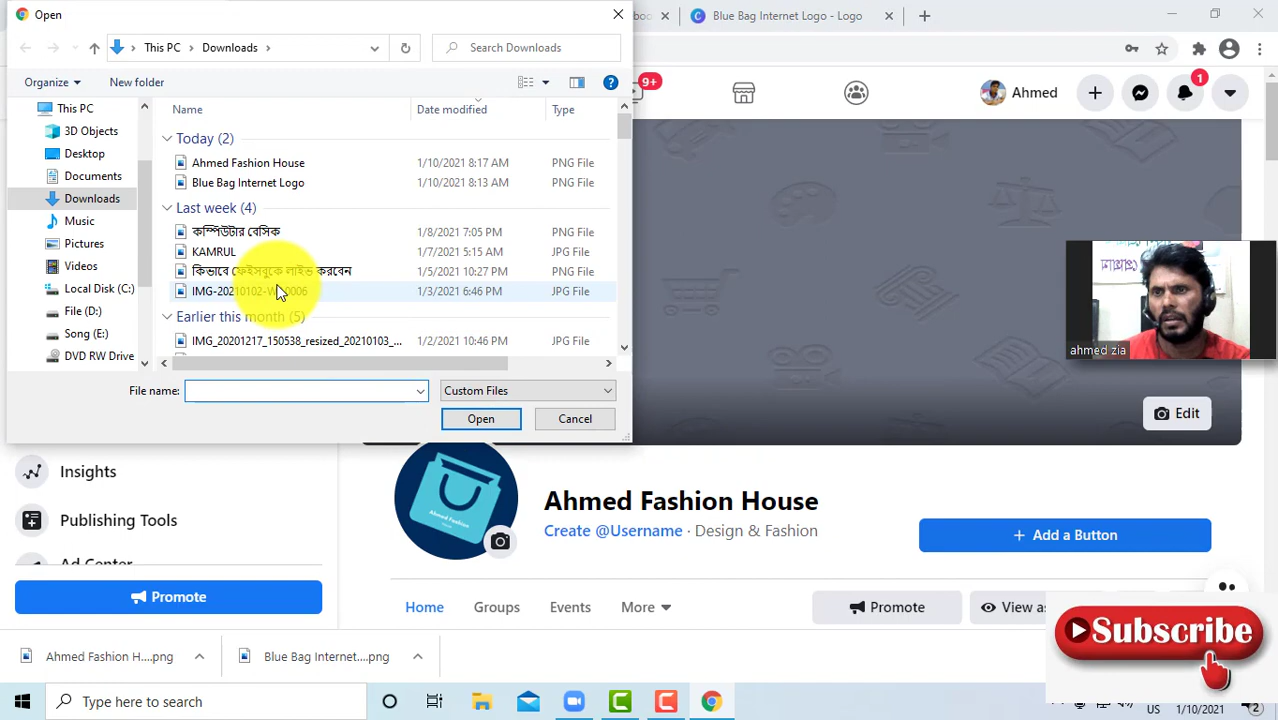 Open
Blue Bag Internet Logo - Logo
This PC
Downloads
Search Downloads
Organize
New folder
9+
1
Ahmed
This PC
3D Objects
Desktop
Documents
Downloads
Music
Pictures
Videos
Local Disk (C:)
File (D:)
Song (E:)
DVD RW Drive
Name Date modified Type
Today (2)
Ahmed Fashion House 1/10/2021 8:17 AM PNG File
Blue Bag Internet Logo 1/10/2021 8:13 AM PNG File
Last week (4)
কম্পিউটার বেসিক 1/8/2021 7:05 PM PNG File
KAMRUL 1/7/2021 5:15 AM JPG File
কিভাবে ফেইসবুকে লাইভ করবেন 1/5/2021 10:27 PM PNG File
1/3/2021 6:46 PM JPG File
Earlier this month (5)
IMG_20201217_150538_resized_20210103_... 1/2/2021 10:46 PM JPG File
File name:
Custom Files
Open
Cancel
ahmed zia
Edit
Insights
Publishing Tools
Ad Center
Promote
Ahmed Fashion
Ahmed Fashion House
Create @Username · Design & Fashion
+ Add a Button
Home
Groups
Events
More
Promote
View as
Subscribe
Ahmed Fashion H....png
Blue Bag Internet....png
Type here to search
US
1/10/2021
2